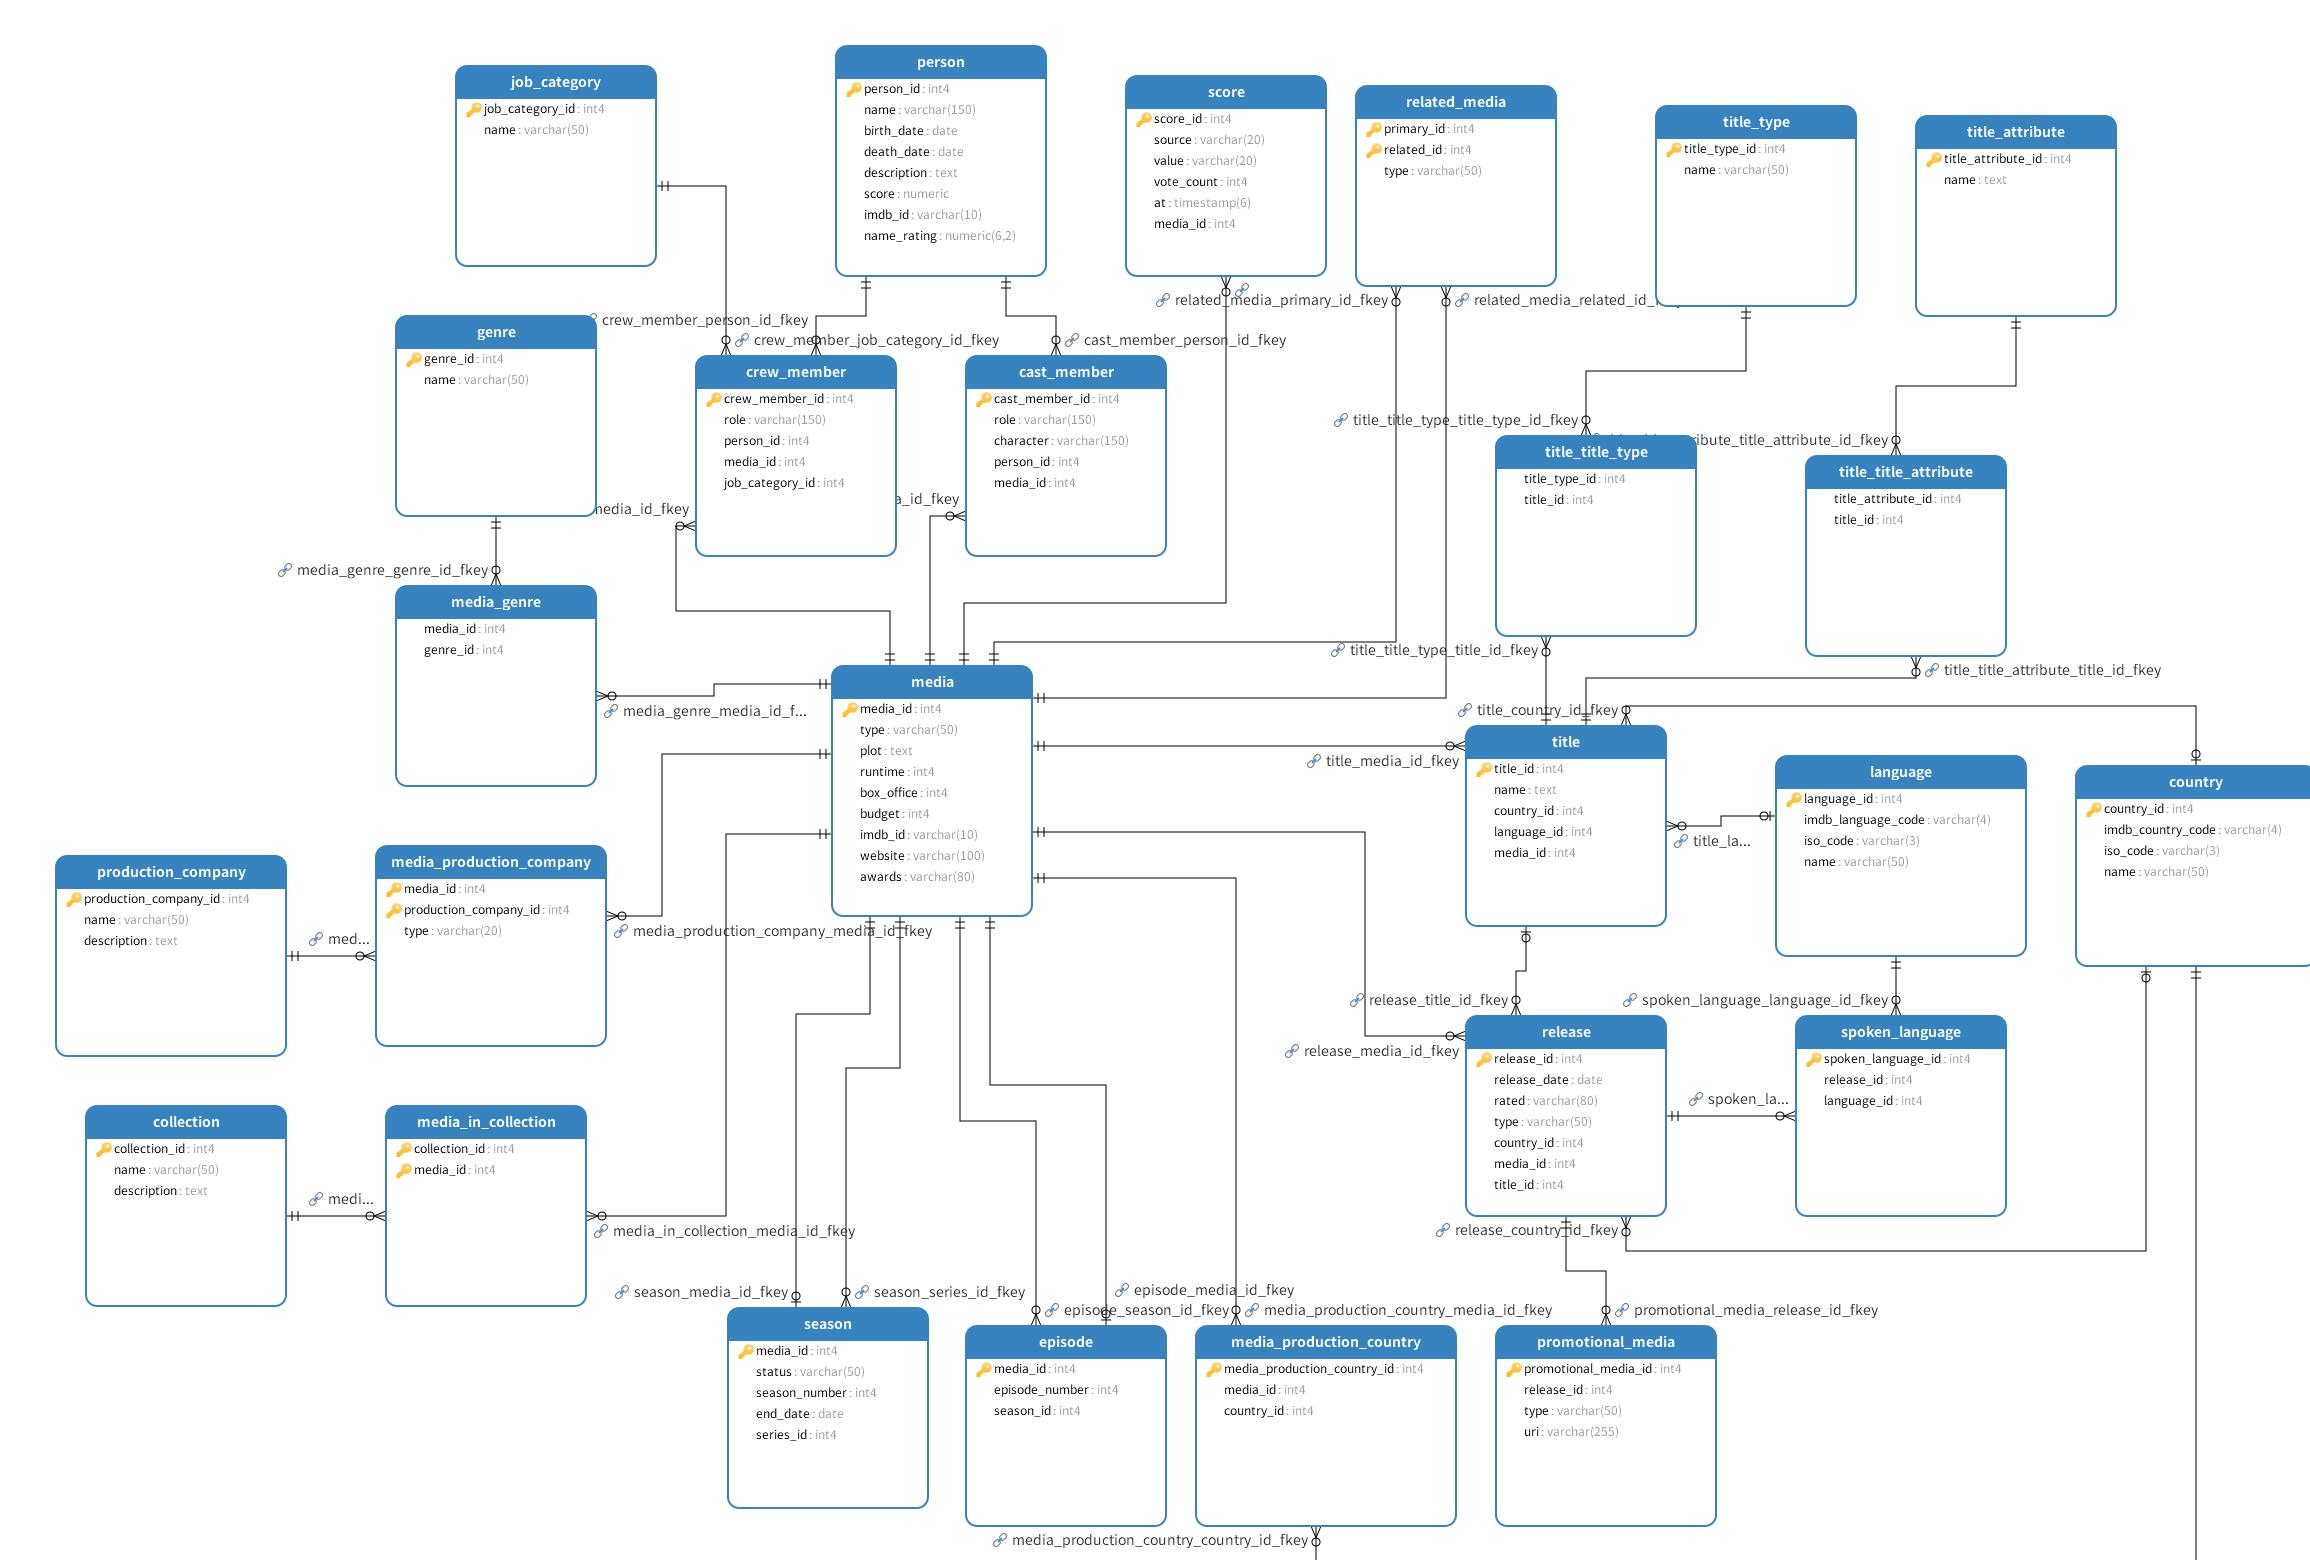 person
person_id : int4
name : varchar(150)
birth_date : date
death_date : date
description : text
score : numeric
imdb_id : varchar(10)
name_rating : numeric(6,2)
job_category
job_category_id : int4
name : varchar(50)
score
score_id : int4
source : varchar(20)
value : varchar(20)
vote_count : int4
at : timestamp(6)
media_id : int4
related_media
primary_id : int4
related_id : int4
type : varchar(50)
title_type
title_type_id : int4
name : varchar(50)
title_attribute
title_attribute_id : int4
name : text
related_media_primary_id_fkey
related_media_related_id_
crew_member_person_id_fkey
crew_member_job_category_id_fkey
cast_member_person_id_fkey
genre
genre_id : int4
name : varchar(50)
crew_member
crew_member_id : int4
role : varchar(150)
person_id : int4
media_id : int4
job_category_id : int4
cast_member
cast_member_id : int4
role : varchar(150)
character : varchar(150)
person_id : int4
media_id : int4
title_title_type_title_type_id_fkey
ibute_title_attribute_id_fkey
title_title_type
title_type_id : int4
title_id : int4
title_title_attribute
title_attribute_id : int4
title_id : int4
media_id_fkey
a_id_fkey
media_genre_genre_id_fkey
media_genre
media_id : int4
genre_id : int4
title_title_type_title_id_fkey
title_title_attribute_title_id_fkey
media_genre_media_id_f...
title_country_id_fkey
media
media_id : int4
type : varchar(50)
plot : text
runtime : int4
box_office : int4
budget : int4
imdb_id : varchar(10)
website : varchar(100)
awards : varchar(80)
title_media_id_fkey
title
title_id : int4
name : text
country_id : int4
language_id : int4
media_id : int4
title_la...
language
language_id : int4
imdb_language_code : varchar(4)
iso_code : varchar(3)
name : varchar(50)
country
country_id : int4
imdb_country_code : varchar(4)
iso_code : varchar(3)
name : varchar(50)
production_company
production_company_id : int4
name : varchar(50)
description : text
med...
media_production_company
media_id : int4
production_company_id : int4
type : varchar(20)
media_production_company_media_id_fkey
release_title_id_fkey
spoken_language_language_id_fkey
release_media_id_fkey
release
release_id : int4
release_date : date
rated : varchar(80)
type : varchar(50)
country_id : int4
media_id : int4
title_id : int4
spoken_la...
spoken_language
spoken_language_id : int4
release_id : int4
language_id : int4
collection
collection_id : int4
name : varchar(50)
description : text
medi...
media_in_collection
collection_id : int4
media_id : int4
media_in_collection_media_id_fkey
release_country_id_fkey
season_media_id_fkey
season_series_id_fkey
episode_media_id_fkey
episode_season_id_fkey
media_production_country_media_id_fkey
promotional_media_release_id_fkey
season
media_id : int4
status : varchar(50)
season_number : int4
end_date : date
series_id : int4
episode
media_id : int4
episode_number : int4
season_id : int4
media_production_country
media_production_country_id : int4
media_id : int4
country_id : int4
promotional_media
promotional_media_id : int4
release_id : int4
type : varchar(50)
uri : varchar(255)
media_production_country_country_id_fkey